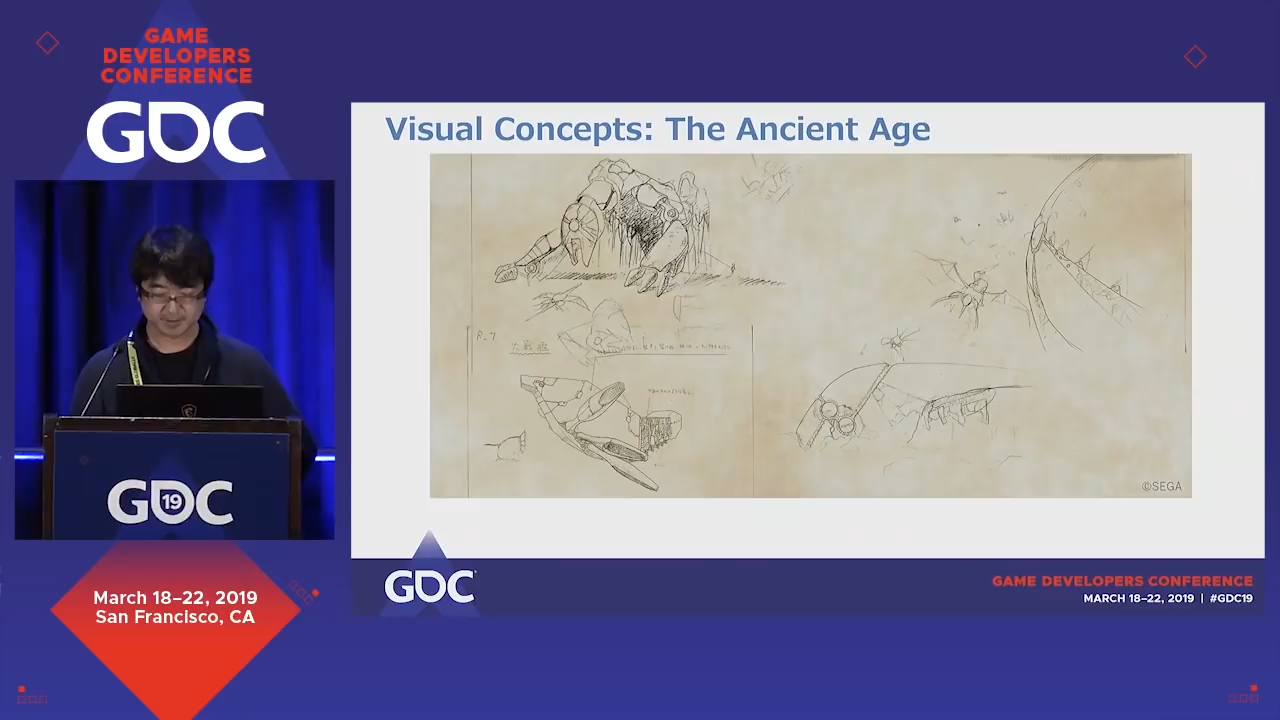 GAME
DEVELOPERS
CONFERENCE
GDC
Visual Concepts: The Ancient Age
©SEGA
GDC
19
March 18–22, 2019
San Francisco, CA
GDC
GAME DEVELOPERS CONFERENCE
MARCH 18–22, 2019 | #GDC19